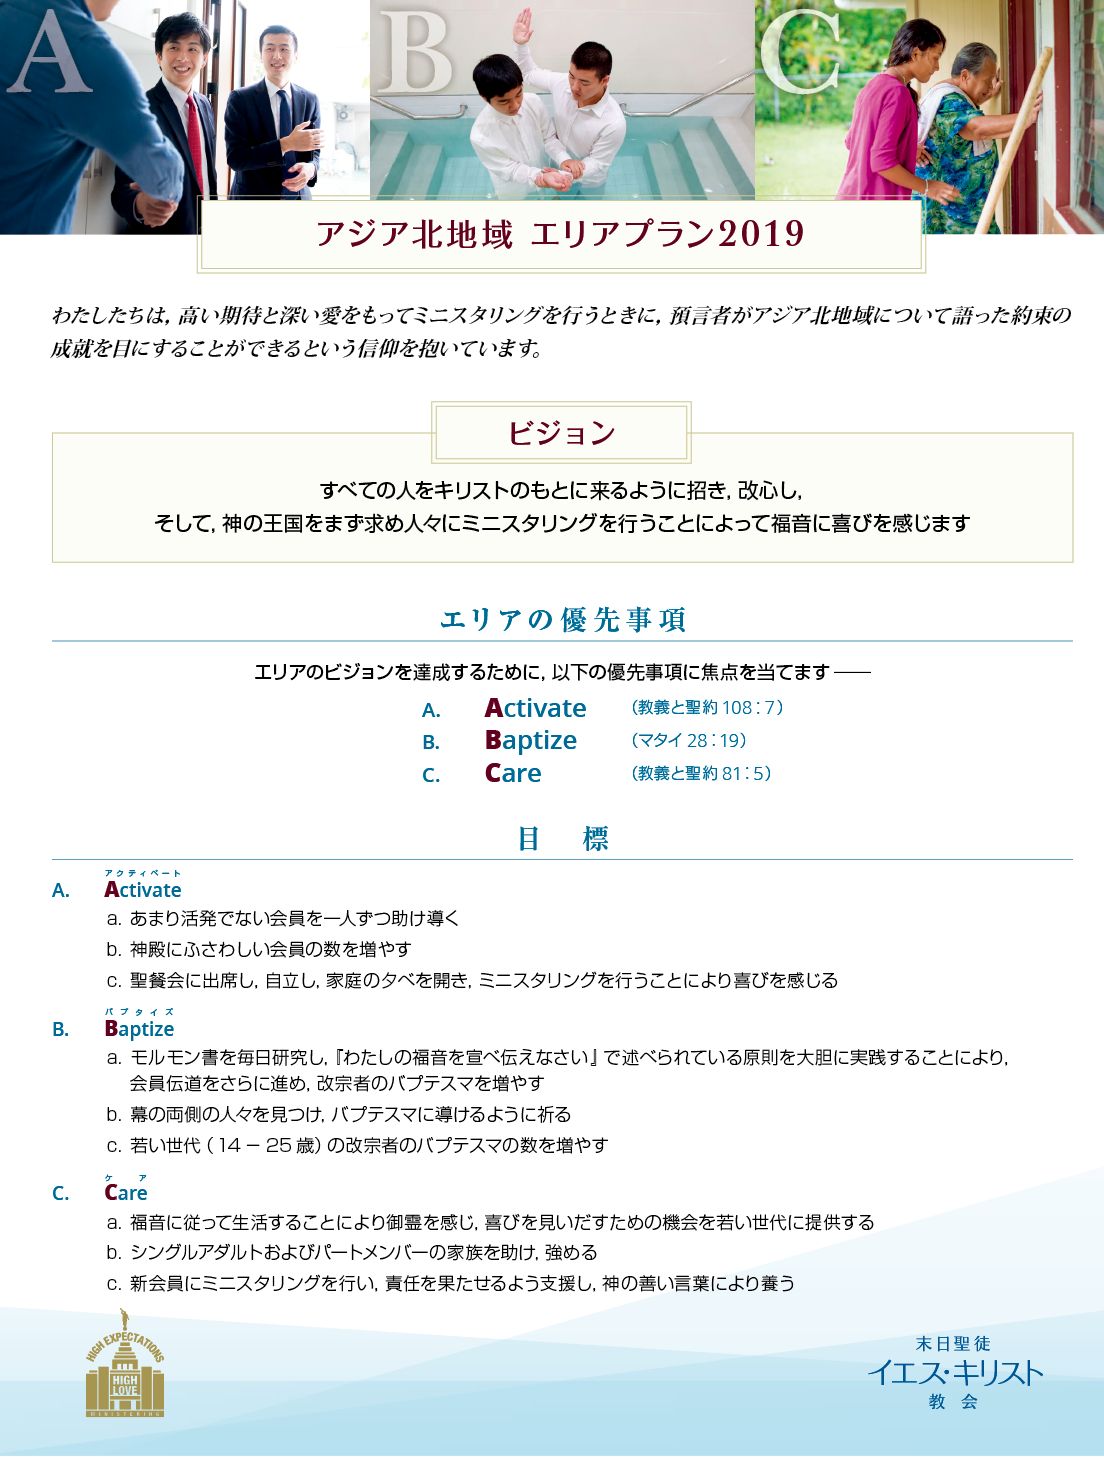 A B C
アジア北地域 エリアプラン2019
わたしたちは，高い期待と深い愛をもってミニスタリングを行うときに，預言者がアジア北地域について語った約束の
成就を目にすることができるという信仰を抱いています。
ビジョン
すべての人をキリストのもとに来るように招き，改心し，
そして，神の王国をまず求め人々にミニスタリングを行うことによって福音に喜びを感じます
エリアの優先事項
エリアのビジョンを達成するために，以下の優先事項に焦点を当てます――
A. Activate （教義と聖約 108：7）
B. Baptize （マタイ 28：19）
C. Care （教義と聖約 81：5）
目 標
アクティベート
A. Activate
a. あまり活発でない会員を一人ずつ助け導く
b. 神殿にふさわしい会員の数を増やす
c. 聖餐会に出席し，自立し，家庭の夕べを開き，ミニスタリングを行うことにより喜びを感じる
バプタイズ
B. Baptize
a. モルモン書を毎日研究し，『わたしの福音を宣べ伝えなさい』で述べられている原則を大胆に実践することにより，
会員伝道をさらに進め，改宗者のバプテスマを増やす
b. 幕の両側の人々を見つけ，バプテスマに導けるように祈る
c. 若い世代（14 － 25 歳）の改宗者のバプテスマの数を増やす
ケア
C. Care
a. 福音に従って生活することにより御霊を感じ，喜びを見いだすための機会を若い世代に提供する
b. シングルアダルトおよびパートメンバーの家族を助け，強める
c. 新会員にミニスタリングを行い，責任を果たせるよう支援し，神の善い言葉により養う
HIGH EXPECTATIONS
HIGH
LOVE
MINISTERING
末日聖徒
イエス・キリスト
教 会